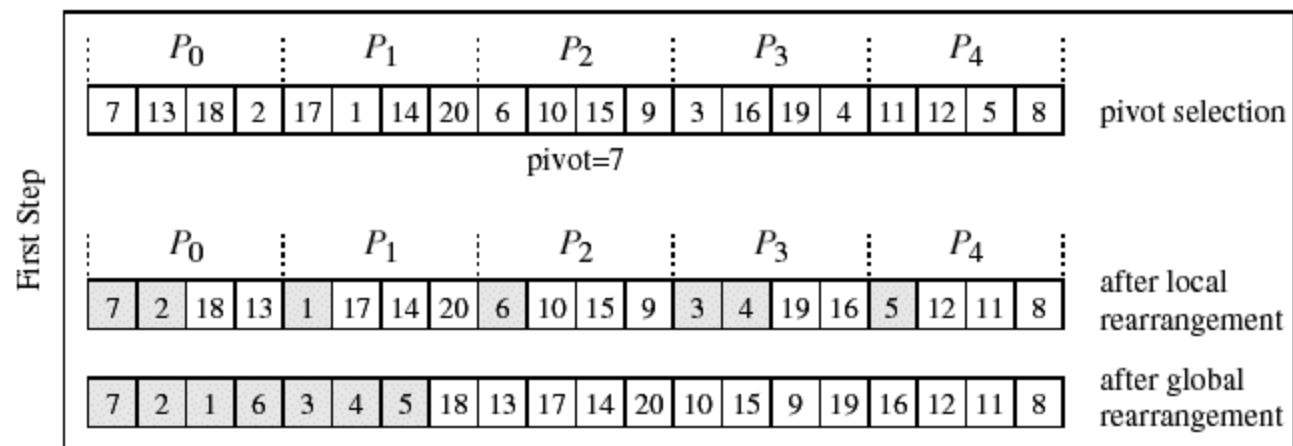 First Step
P0 P1 P2 P3 P4
7 13 18 2 17 1 14 20 6 10 15 9 3 16 19 4 11 12 5 8 pivot selection
pivot=7
P0 P1 P2 P3 P4
7 2 18 13 1 17 14 20 6 10 15 9 3 4 19 16 5 12 11 8 after local
rearrangement
7 2 1 6 3 4 5 18 13 17 14 20 10 15 9 19 16 12 11 8 after global
rearrangement